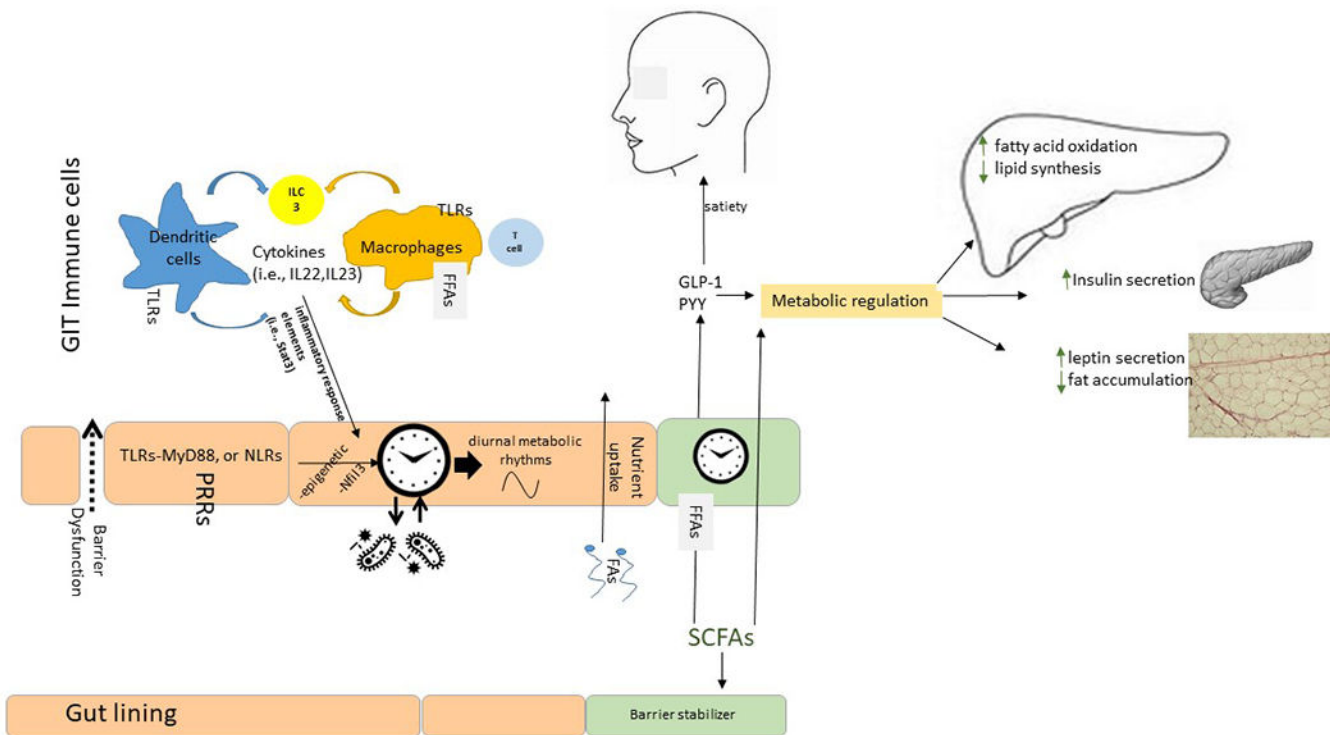 GIT Immune cells
Dendritic
cells
TLRs
ILC
3
Cytokines
(i.e., IL22,IL23)
TLRs
Macrophages
FFAs
T
cell
inflammatory response
elements
(i.e., Stat3)
satiety
GLP-1
PYY
Metabolic regulation
fatty acid oxidation
lipid synthesis
Insulin secretion
leptin secretion
fat accumulation
Barrier
Dysfunction
TLRs-MyD88, or NLRs
PRRs
-epigenetic
-Nfil3
diurnal metabolic
rhythms
Nutrient
uptake
FAs
FFAs
SCFAs
Gut lining
Barrier stabilizer